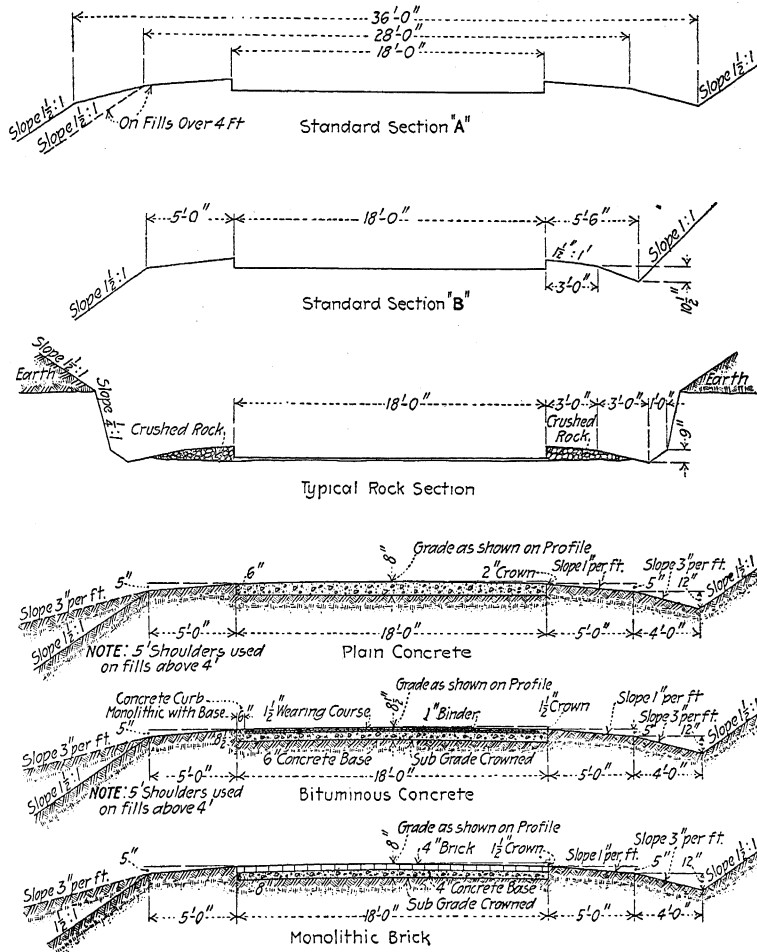 36'-0"
28'-0"
18'-0"
Slope 1½:1
Slope 1½:1
On Fills Over 4 Ft
Slope 1½:1
Standard Section "A"
5'-0"
18'-0"
5'-6"
Slope 1½:1
1½":1'
3'-0"
Slope 1:1
Standard Section "B"
Slope 1½:1
Earth
Slope ¼:1
Crushed Rock
18'-0"
3'-0"
3'-0"
1'-0"
Crushed Rock
Earth
Typical Rock Section
Slope 3" per ft.
5"
6"
8"
Grade as shown on Profile
2" Crown
Slope 1" per ft.
Slope 3" per ft.
5"
12"
Slope 1½:1
Slope 1½:1
5'-0"
18'-0"
5'-0"
4'-0"
NOTE: 5' Shoulders used
on fills above 4'
Plain Concrete
Concrete Curb
Monolithic with Base
6"
1½" Wearing Course
8½"
Grade as shown on Profile
1" Binder
1½" Crown
Slope 1" per ft
Slope 3" per ft.
Slope 3" per ft.
5"
8½"
5"
12"
Slope 1½:1
Slope 1½:1
6" Concrete Base
Sub Grade Crowned
5'-0"
18'-0"
5'-0"
4'-0"
NOTE: 5' Shoulders used
on fills above 4'
Bituminous Concrete
5"
8"
Grade as shown on Profile
4" Brick
1½" Crown
Slope 1" per ft.
Slope 3" per ft.
5"
12"
Slope 1½:1
Slope 3" per ft.
1½:1
8"
4" Concrete Base
Sub Grade Crowned
5'-0"
18'-0"
5'-0"
4'-0"
Monolithic Brick